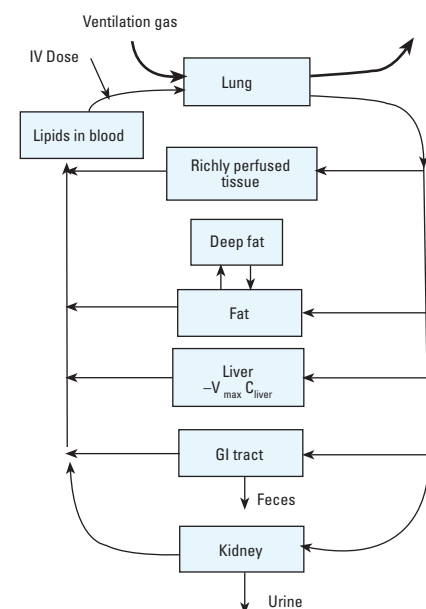 Ventilation gas
IV Dose
Lung
Lipids in blood
Richly perfused
tissue
Deep fat
Fat
Liver
–V max C liver
GI tract
Feces
Kidney
Urine